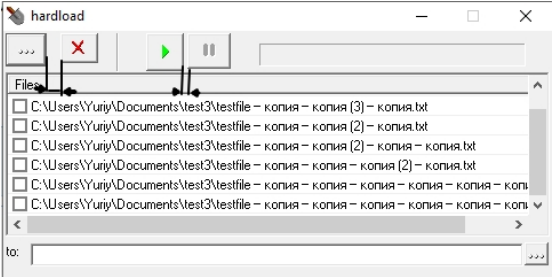 hardload
...
Files
C:\Users\Yuriy\Documents\test3\testfile – копия – копия (3) – копия.txt
C:\Users\Yuriy\Documents\test3\testfile – копия – копия (2) – копия.txt
C:\Users\Yuriy\Documents\test3\testfile – копия – копия (2) – копия – копия.txt
C:\Users\Yuriy\Documents\test3\testfile – копия – копия – копия (2) – копия.txt
C:\Users\Yuriy\Documents\test3\testfile – копия – копия – копия – копия – копи
C:\Users\Yuriy\Documents\test3\testfile – копия – копия – копия – копия – копи
to:
...